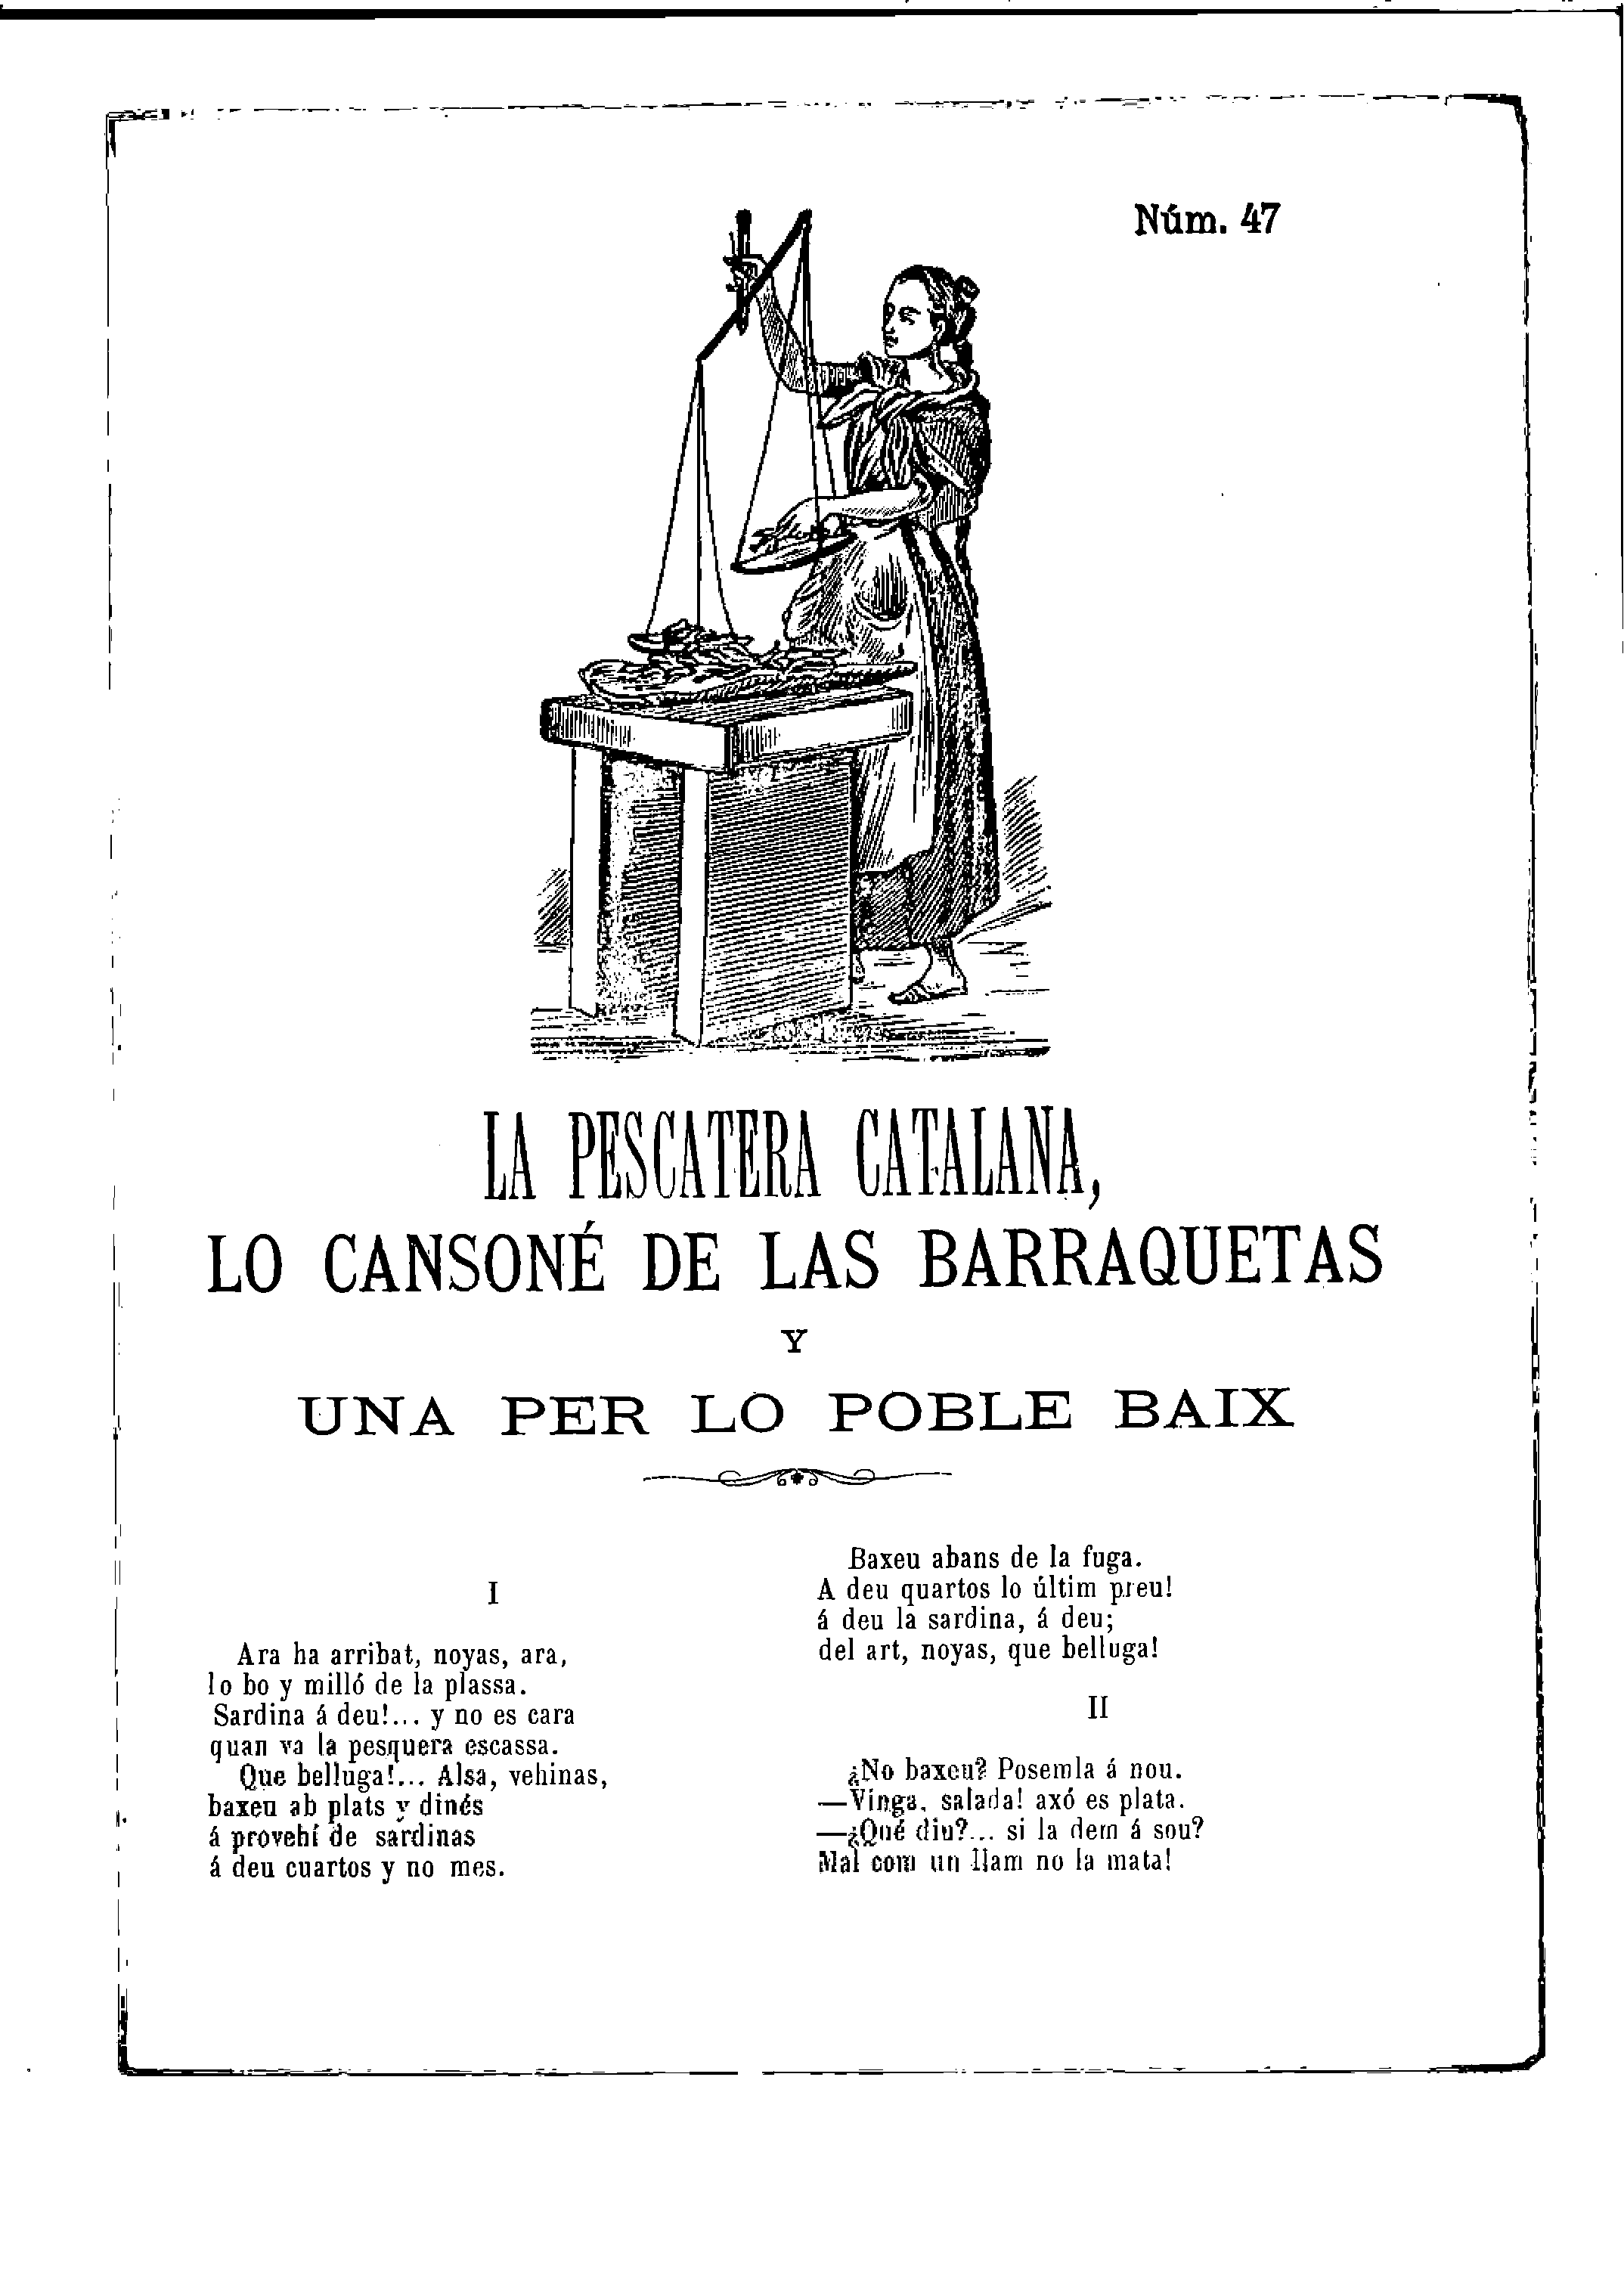 Núm. 47
LA PESCATERA CATALANA,
LO CANSONÉ DE LAS BARRAQUETAS
Y
UNA PER LO POBLE BAIX
I
Ara ha arribat, noyas, ara,
lo bo y milló de la plassa.
Sardina á deu!... y no es cara
quan va la pesquera escassa.
Que belluga!... Alsa, vehinas,
baxeu ab plats y dinés
á provehí de sardinas
á deu cuartos y no mes.
Baxeu abans de la fuga.
A deu quartos lo últim preu!
á deu la sardina, á deu;
del art, noyas, que belluga!
II
¿No baxeu? Posemla á nou.
—Vinga, salada! axó es plata.
—¿Qué diu?... si la dem á sou?
Mal com un llam no la mata!